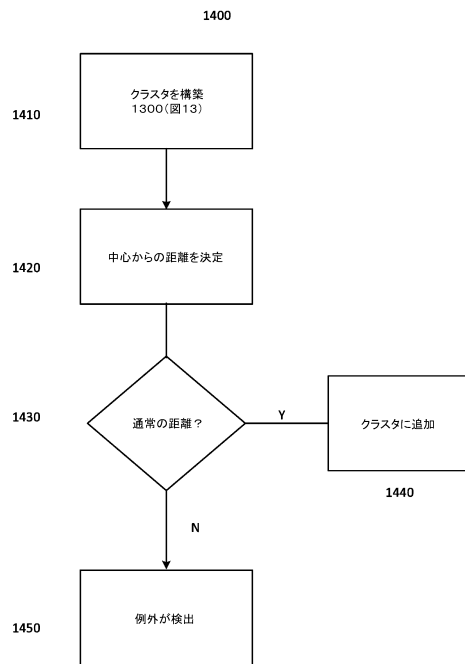 1400
クラスタを構築
1300(図13)
1410
中心からの距離を決定
1420
通常の距離?
1430
Y
クラスタに追加
1440
N
例外が検出
1450